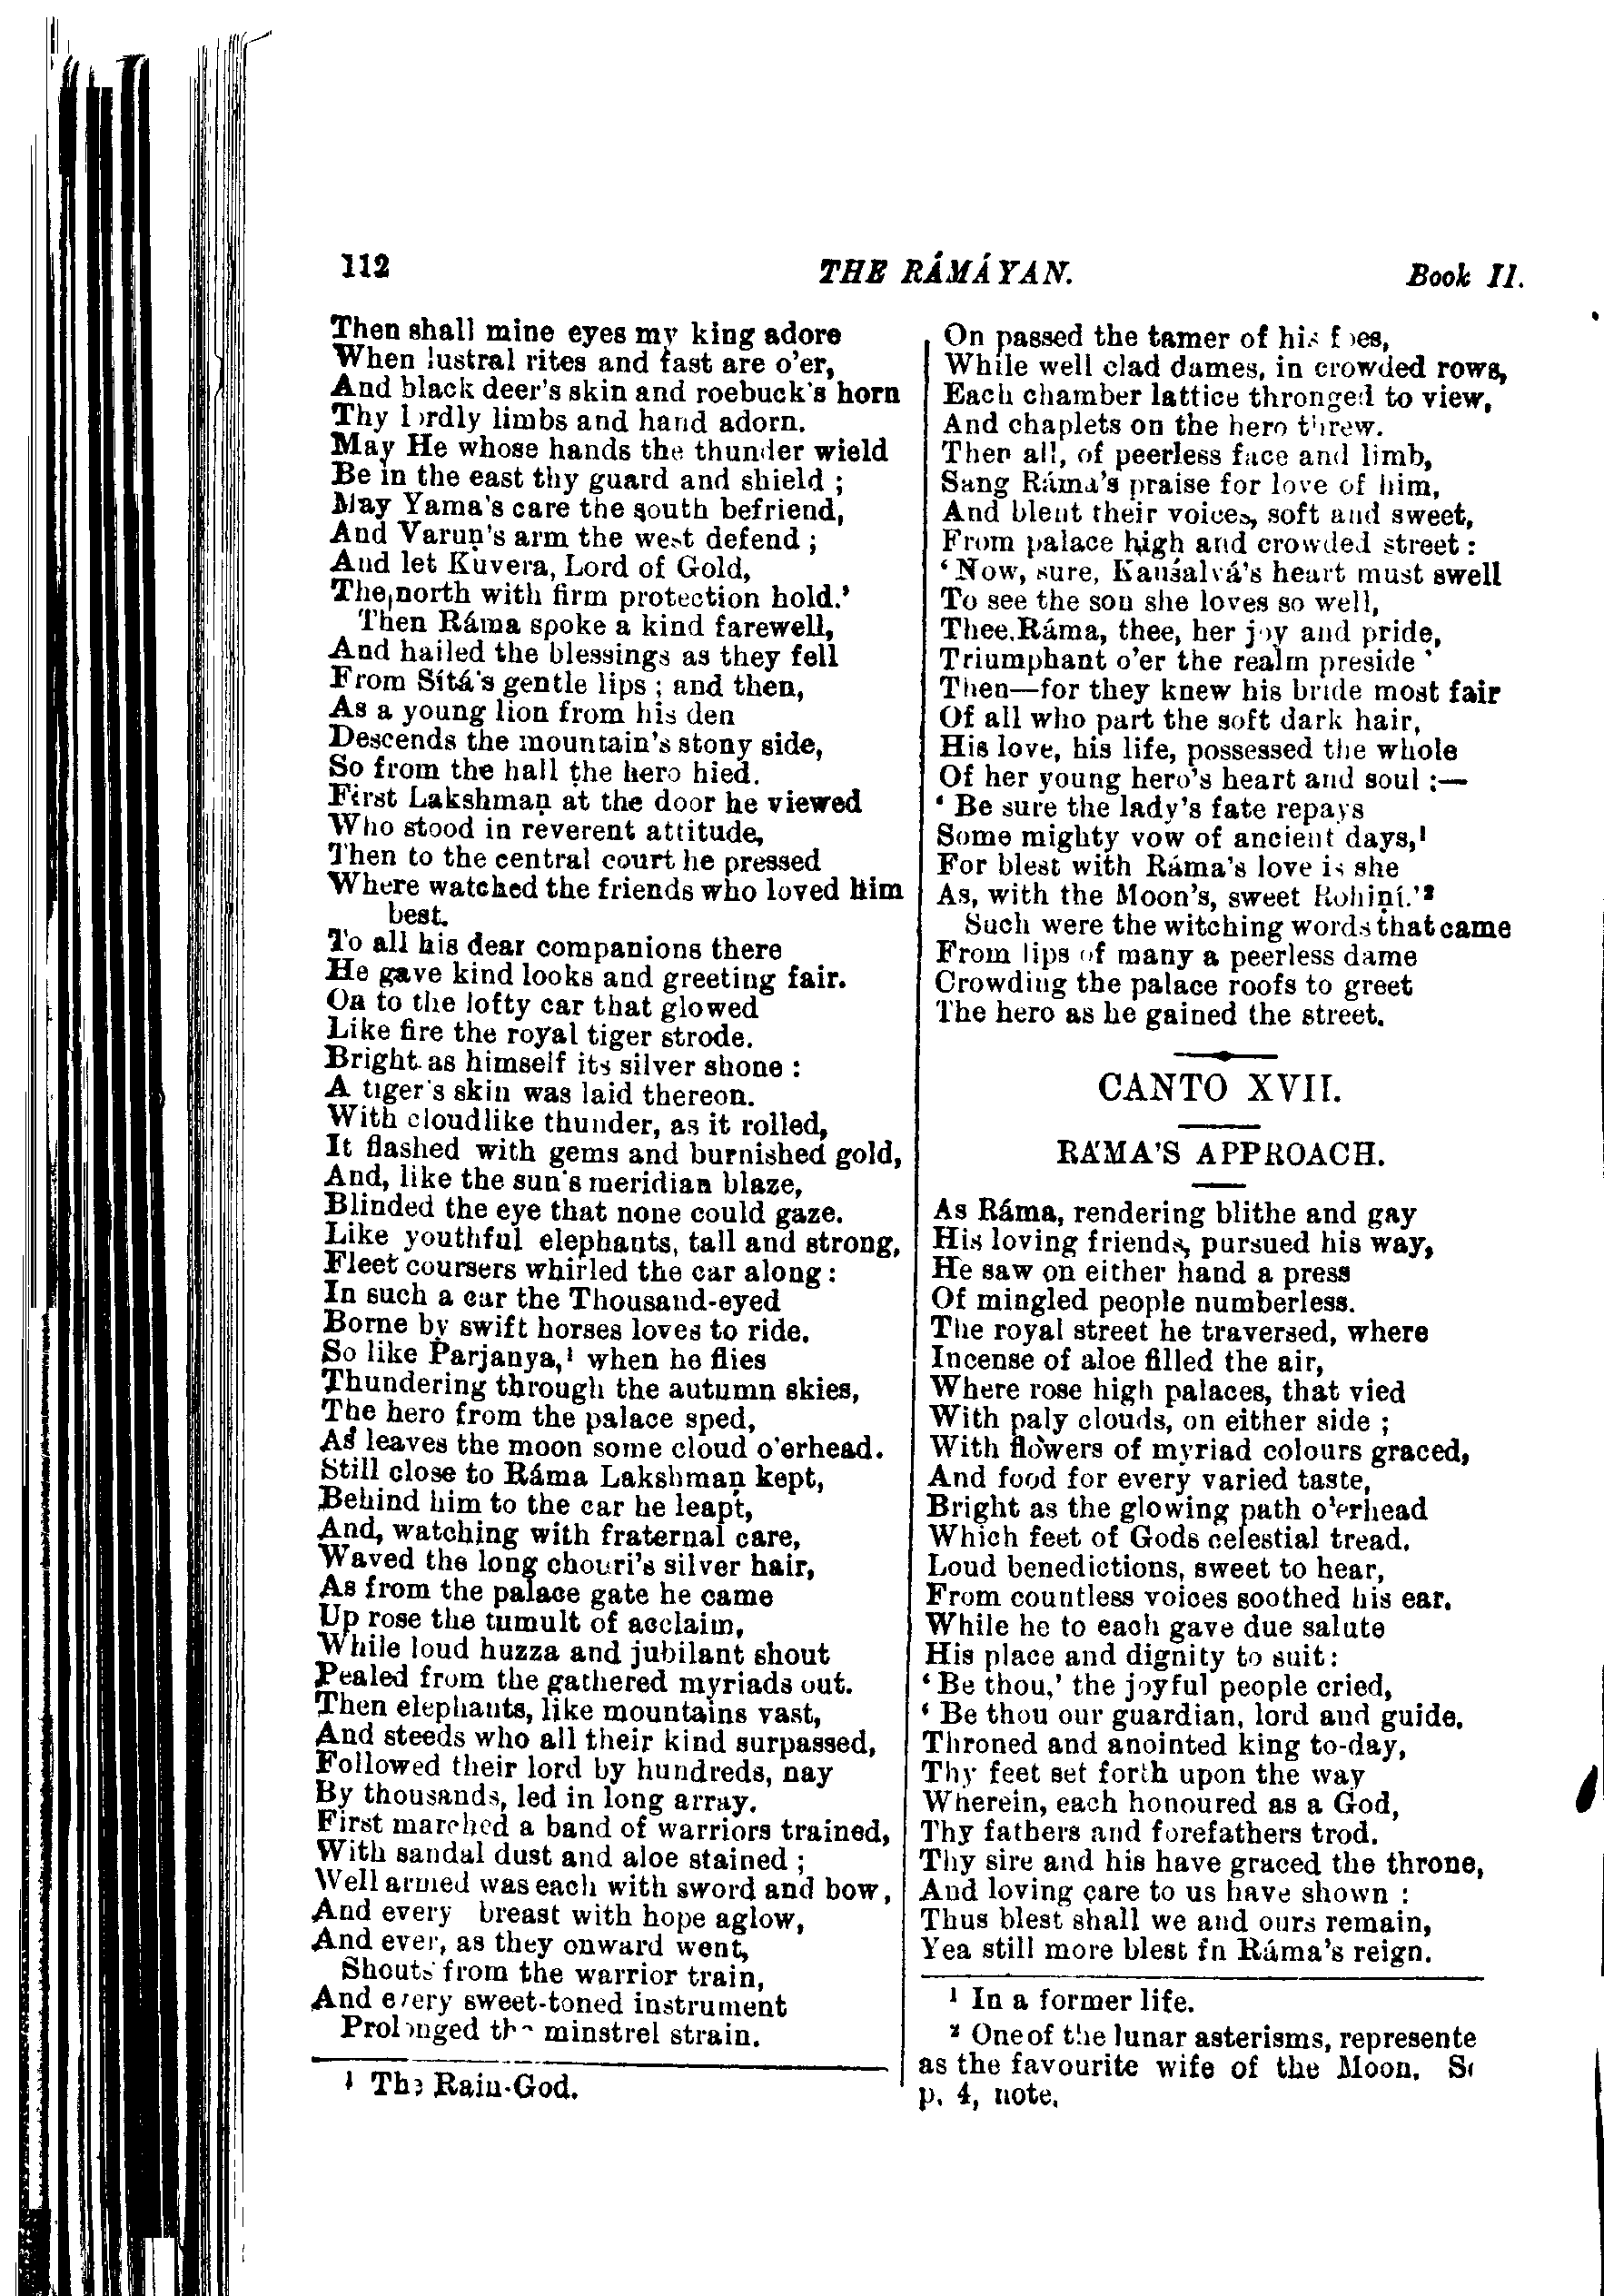 112
THE RÁMÁYAN.
Book II.
Then shall mine eyes my king adore
When lustral rites and fast are o'er,
And black deer's skin and roebuck's horn
Thy lordly limbs and hand adorn.
May He whose hands the thunder wield
Be in the east thy guard and shield ;
May Yama's care the south befriend,
And Varuṇ's arm the west defend ;
And let Kuvera, Lord of Gold,
The north with firm protection hold.'
Then Ráma spoke a kind farewell,
And hailed the blessings as they fell
From Sítá's gentle lips ; and then,
As a young lion from his den
Descends the mountain's stony side,
So from the hall the hero hied.
First Lakshmaṇ at the door he viewed
Who stood in reverent attitude,
Then to the central court he pressed
Where watched the friends who loved him
best.
To all his dear companions there
He gave kind looks and greeting fair.
On to the lofty car that glowed
Like fire the royal tiger strode.
Bright as himself its silver shone :
A tiger's skin was laid thereon.
With cloudlike thunder, as it rolled,
It flashed with gems and burnished gold,
And, like the sun's meridian blaze,
Blinded the eye that none could gaze.
Like youthful elephants, tall and strong,
Fleet coursers whirled the car along :
In such a car the Thousand-eyed
Borne by swift horses loves to ride.
So like Parjanya,¹ when he flies
Thundering through the autumn skies,
The hero from the palace sped,
As leaves the moon some cloud o'erhead.
Still close to Ráma Lakshmaṇ kept,
Behind him to the car he leapt,
And, watching with fraternal care,
Waved the long chouri's silver hair,
As from the palace gate he came
Up rose the tumult of acclaim,
While loud huzza and jubilant shout
Pealed from the gathered myriads out.
Then elephants, like mountains vast,
And steeds who all their kind surpassed,
Followed their lord by hundreds, nay
By thousands, led in long array.
First marched a band of warriors trained,
With sandal dust and aloe stained ;
Well armed was each with sword and bow,
And every breast with hope aglow,
And ever, as they onward went,
Shouts from the warrior train,
And every sweet-toned instrument
Prolonged the minstrel strain.
¹ The Rain-God.
On passed the tamer of his foes,
While well clad dames, in crowded rows,
Each chamber lattice thronged to view,
And chaplets on the hero threw.
Then all, of peerless face and limb,
Sang Ráma's praise for love of him,
And blent their voices, soft and sweet,
From palace high and crowded street :
'Now, sure, Kauśalyá's heart must swell
To see the son she loves so well,
Thee, Ráma, thee, her joy and pride,
Triumphant o'er the realm preside '
Then—for they knew his bride most fair
Of all who part the soft dark hair,
His love, his life, possessed the whole
Of her young hero's heart and soul :—
' Be sure the lady's fate repays
Some mighty vow of ancient days,¹
For blest with Ráma's love is she
As, with the Moon's, sweet Rohiṇí.'²
Such were the witching words that came
From lips of many a peerless dame
Crowding the palace roofs to greet
The hero as he gained the street.
CANTO XVII.
RÁMA'S APPROACH.
As Ráma, rendering blithe and gay
His loving friends, pursued his way,
He saw on either hand a press
Of mingled people numberless.
The royal street he traversed, where
Incense of aloe filled the air,
Where rose high palaces, that vied
With paly clouds, on either side ;
With flowers of myriad colours graced,
And food for every varied taste,
Bright as the glowing path o'erhead
Which feet of Gods celestial tread.
Loud benedictions, sweet to hear,
From countless voices soothed his ear.
While he to each gave due salute
His place and dignity to suit :
'Be thou,' the joyful people cried,
' Be thou our guardian, lord and guide.
Throned and anointed king to-day,
Thy feet set forth upon the way
Wherein, each honoured as a God,
Thy fathers and forefathers trod.
Thy sire and his have graced the throne,
And loving care to us have shown :
Thus blest shall we and ours remain,
Yea still more blest in Ráma's reign.
¹ In a former life.
² One of the lunar asterisms, represente
as the favourite wife of the Moon.
p. 4, note.